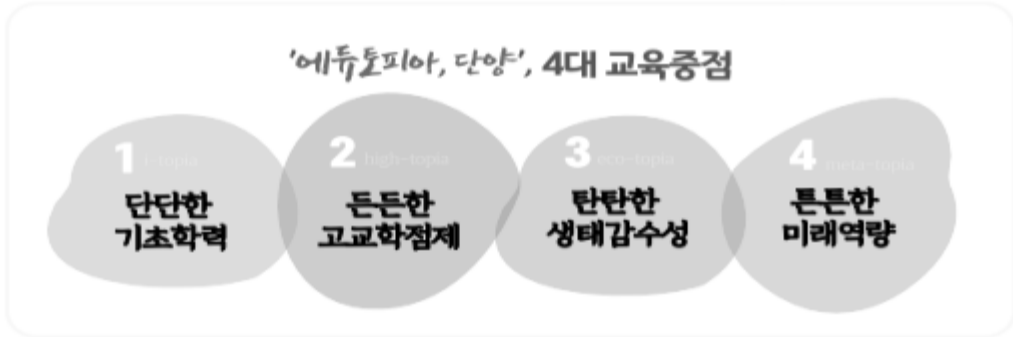 '에듀토피아, 단양', 4대 교육중점
1
단단한
기초학력
2 high-topia
든든한
고교학점제
3 eco-topia
탄탄한
생태감수성
4 meta-topia
튼튼한
미래역량